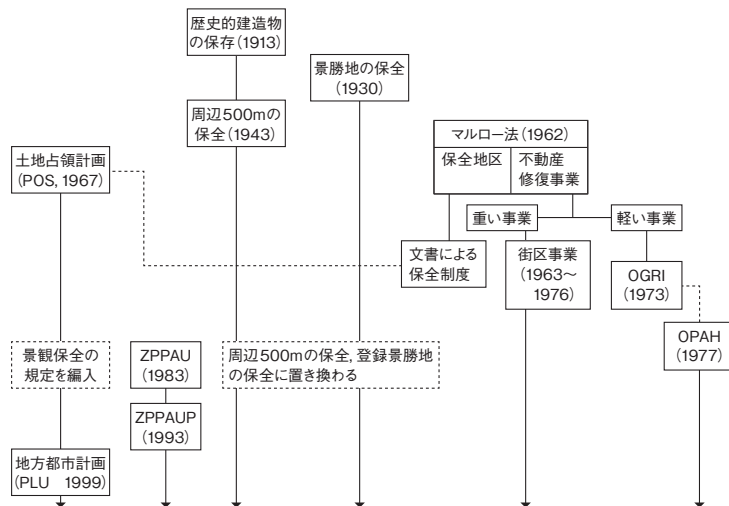 歴史的建造物
の保存(1913)
景勝地の保全
(1930)
周辺500mの
保全(1943)
マルロー法(1962)
保全地区
不動産
修復事業
土地占領計画
(POS, 1967)
重い事業
軽い事業
文書による
保全制度
街区事業
(1963〜
1976)
OGRI
(1973)
OPAH
(1977)
景観保全の
規定を編入
ZPPAU
(1983)
周辺500mの保全, 登録景勝地
の保全に置き換わる
ZPPAUP
(1993)
地方都市計画
(PLU 1999)